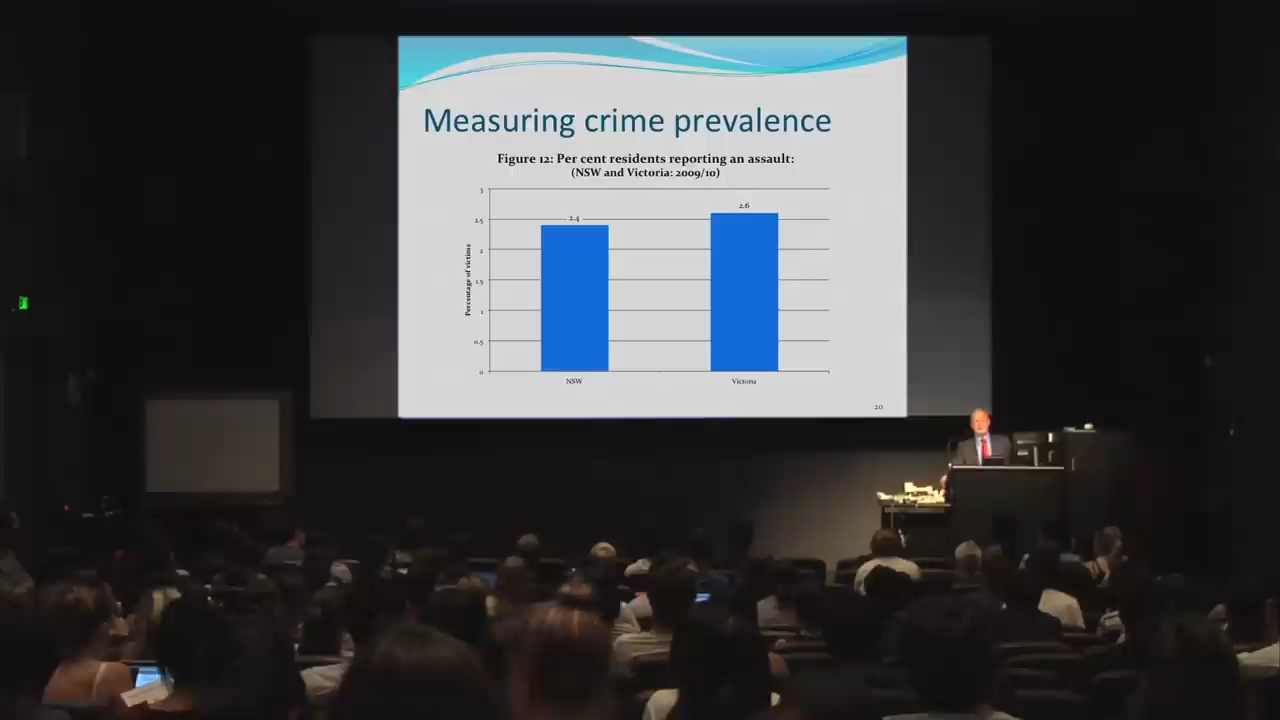 Measuring crime prevalence
Figure 12: Per cent residents reporting an assault:
(NSW and Victoria: 2009/10)
Percentage of victims
3
2.5
2
1.5
1
0.5
0
2.4
2.6
NSW
Victoria
20